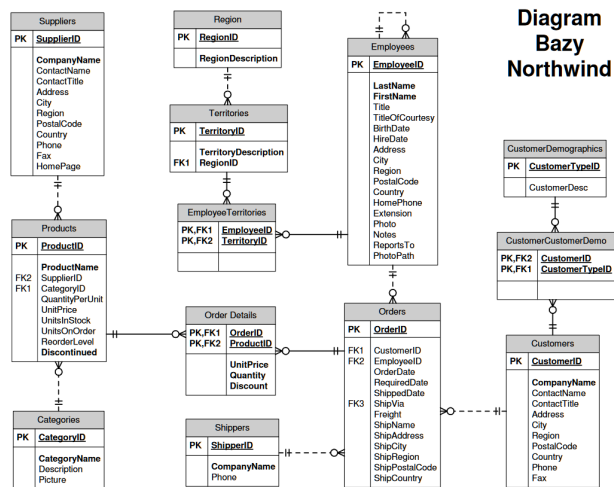 Diagram
Bazy
Northwind
Suppliers
PK SupplierID
CompanyName
ContactName
ContactTitle
Address
City
Region
PostalCode
Country
Phone
Fax
HomePage
Region
PK RegionID
RegionDescription
Territories
PK TerritoryID
TerritoryDescription
FK1 RegionID
EmployeeTerritories
PK,FK1 EmployeeID
PK,FK2 TerritoryID
Employees
PK EmployeeID
LastName
FirstName
Title
TitleOfCourtesy
BirthDate
HireDate
Address
City
Region
PostalCode
Country
HomePhone
Extension
Photo
Notes
ReportsTo
PhotoPath
CustomerDemographics
PK CustomerTypeID
CustomerDesc
CustomerCustomerDemo
PK,FK2 CustomerID
PK,FK1 CustomerTypeID
Products
PK ProductID
ProductName
FK2 SupplierID
FK1 CategoryID
QuantityPerUnit
UnitPrice
UnitsInStock
UnitsOnOrder
ReorderLevel
Discontinued
Order Details
PK,FK1 OrderID
PK,FK2 ProductID
UnitPrice
Quantity
Discount
Orders
PK OrderID
FK1 CustomerID
FK2 EmployeeID
OrderDate
RequiredDate
ShippedDate
FK3 ShipVia
Freight
ShipName
ShipAddress
ShipCity
ShipRegion
ShipPostalCode
ShipCountry
Customers
PK CustomerID
CompanyName
ContactName
ContactTitle
Address
City
Region
PostalCode
Country
Phone
Fax
Categories
PK CategoryID
CategoryName
Description
Picture
Shippers
PK ShipperID
CompanyName
Phone